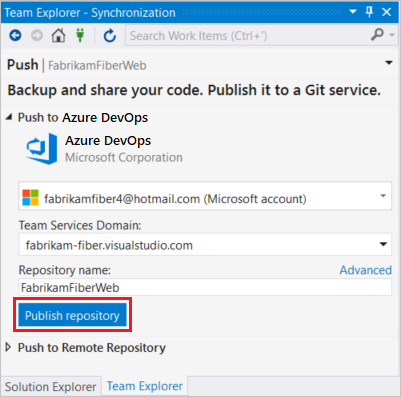 Team Explorer - Synchronization
Search Work Items (Ctrl+')
Push | FabrikamFiberWeb
Backup and share your code. Publish it to a Git service.
Push to Azure DevOps
Azure DevOps
Microsoft Corporation
fabrikamfiber4@hotmail.com (Microsoft account)
Team Services Domain:
fabrikam-fiber.visualstudio.com
Repository name: Advanced
FabrikamFiberWeb
Publish repository
Push to Remote Repository
Solution Explorer Team Explorer